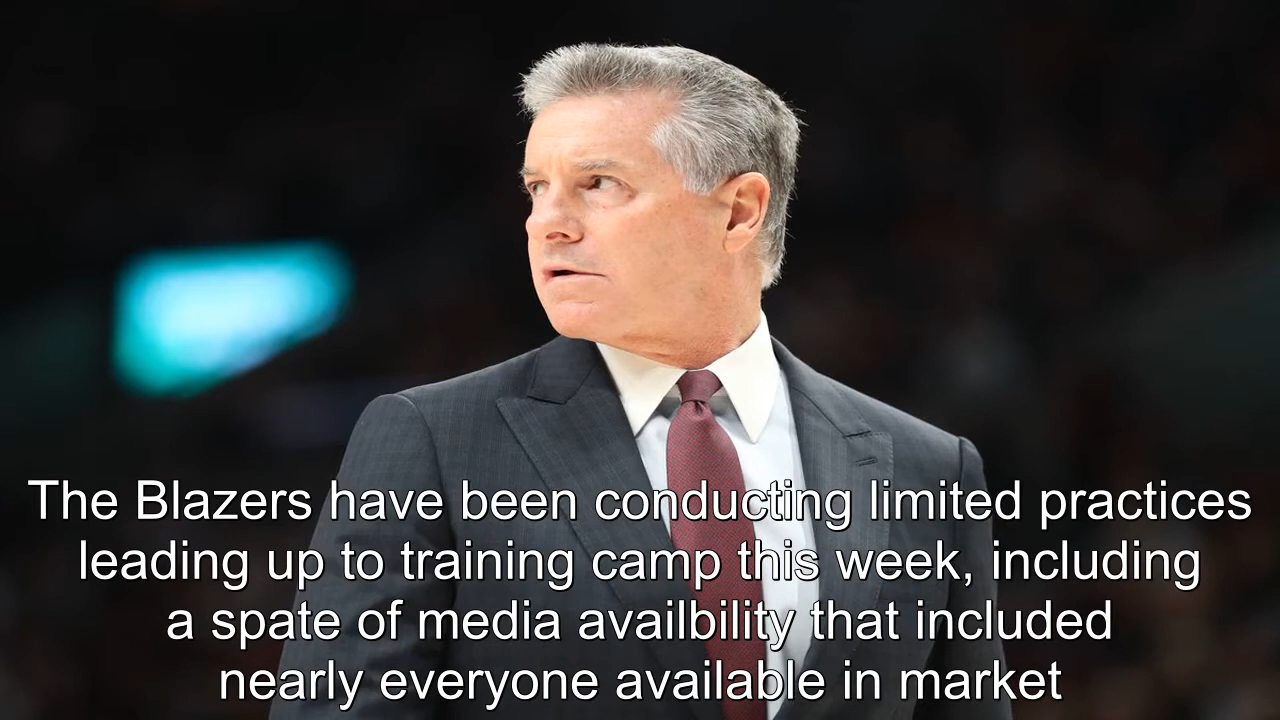 The Blazers have been conducting limited practices
leading up to training camp this week, including
a spate of media availbility that included
nearly everyone available in market